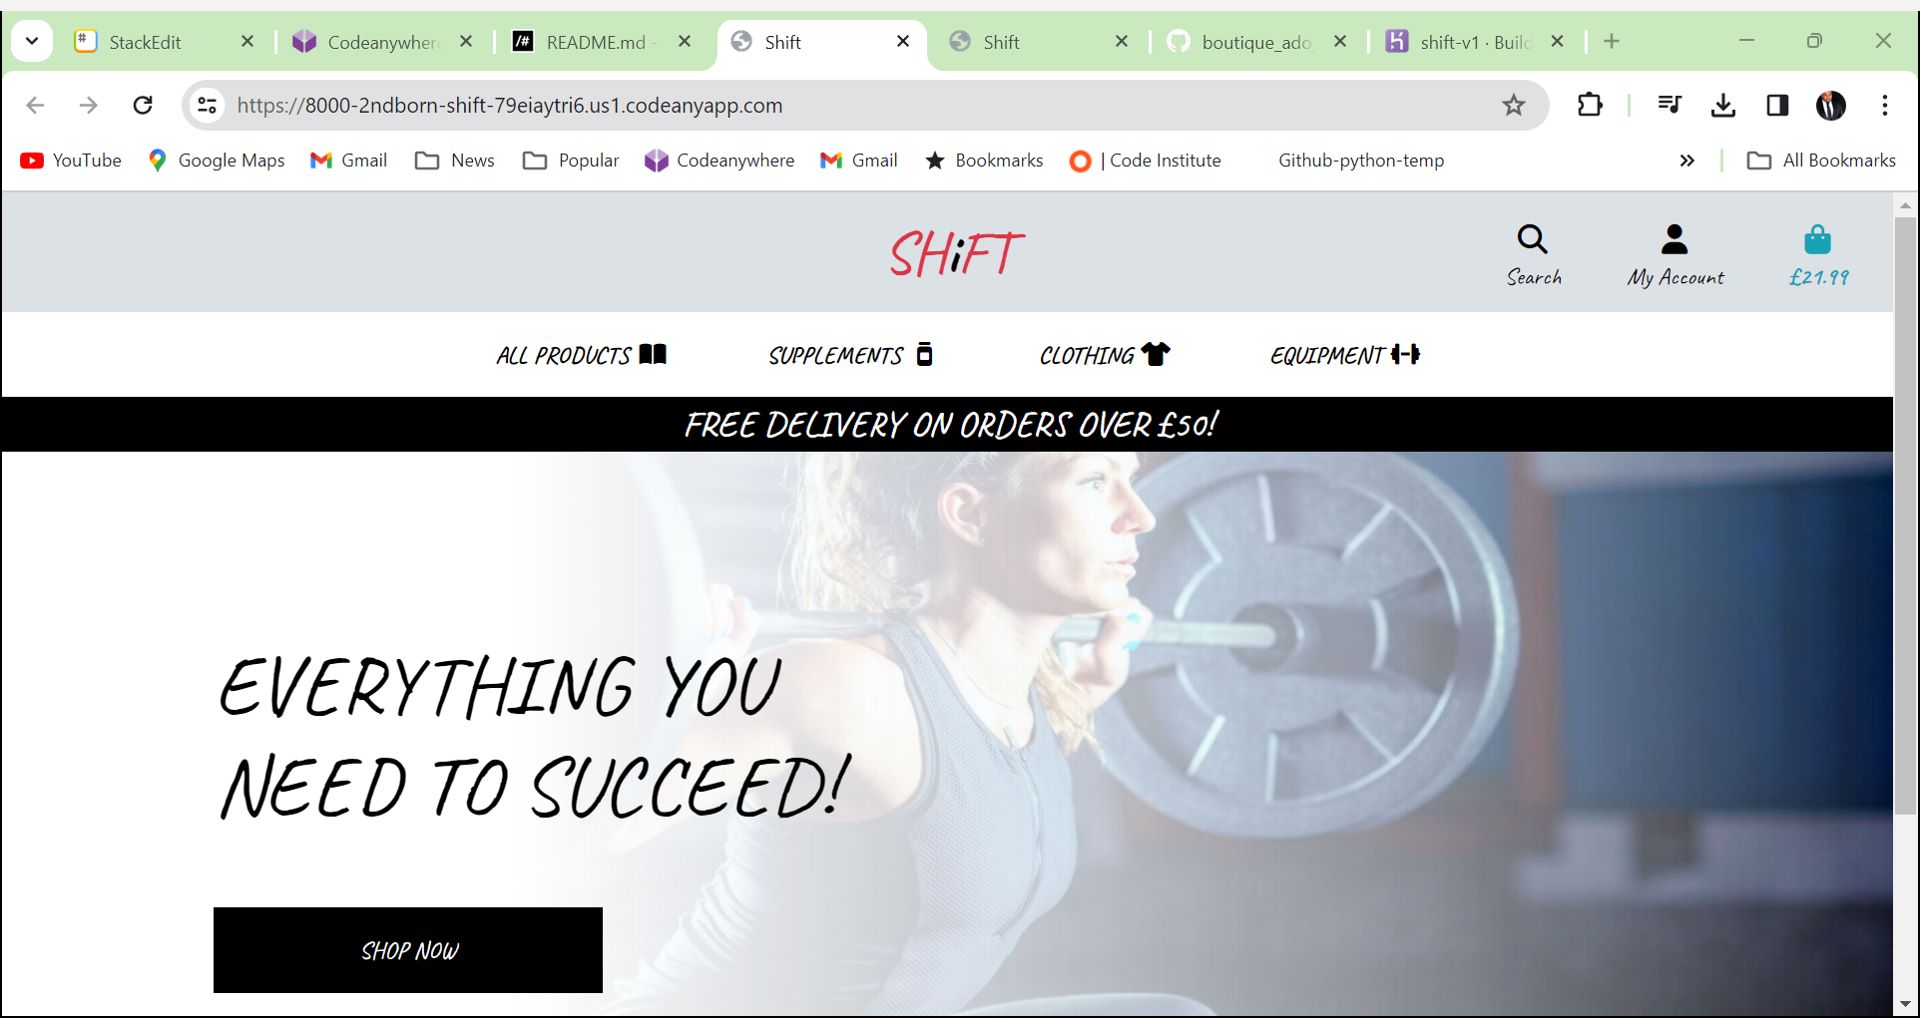 StackEdit
Codeanywher
/# README.md -
Shift
Shift
boutique_ado
shift-v1 · Build
https://8000-2ndborn-shift-79eiaytri6.us1.codeanyapp.com
YouTube
Google Maps
Gmail
News
Popular
Codeanywhere
Gmail
Bookmarks
| Code Institute
Github-python-temp
All Bookmarks
SHiFT
Search
My Account
£21.99
ALL PRODUCTS
SUPPLEMENTS
CLOTHING
EQUIPMENT
FREE DELIVERY ON ORDERS OVER £50!
EVERYTHING YOU
NEED TO SUCCEED!
SHOP NOW